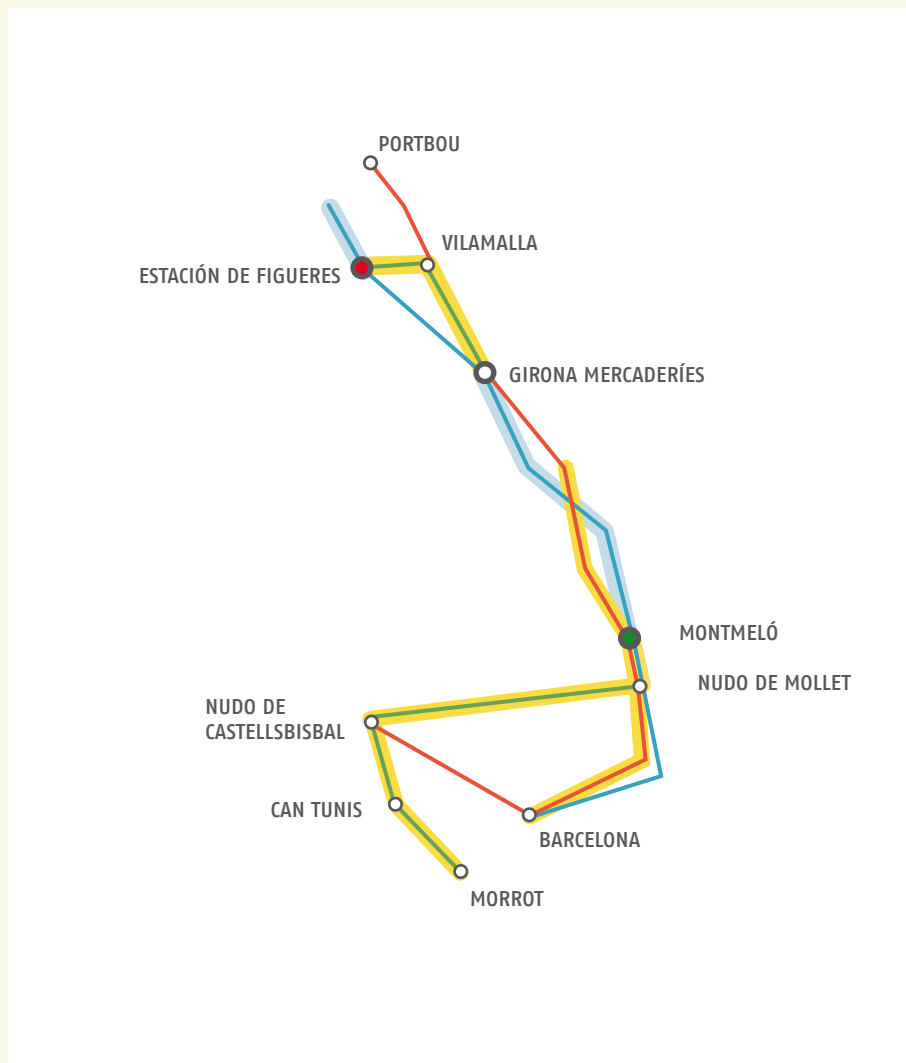 PORTBOU
VILAMALLA
ESTACIÓN DE FIGUERES
GIRONA MERCADERÍES
MONTMELÓ
NUDO DE MOLLET
NUDO DE
CASTELLSBISBAL
CAN TUNIS
BARCELONA
MORROT